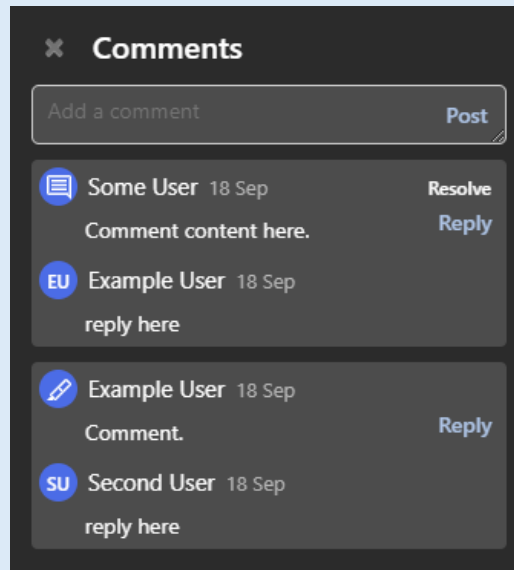 Comments
Add a comment
Post
Some User 18 Sep Resolve
Comment content here. Reply
EU Example User 18 Sep
reply here
Example User 18 Sep
Comment. Reply
SU Second User 18 Sep
reply here